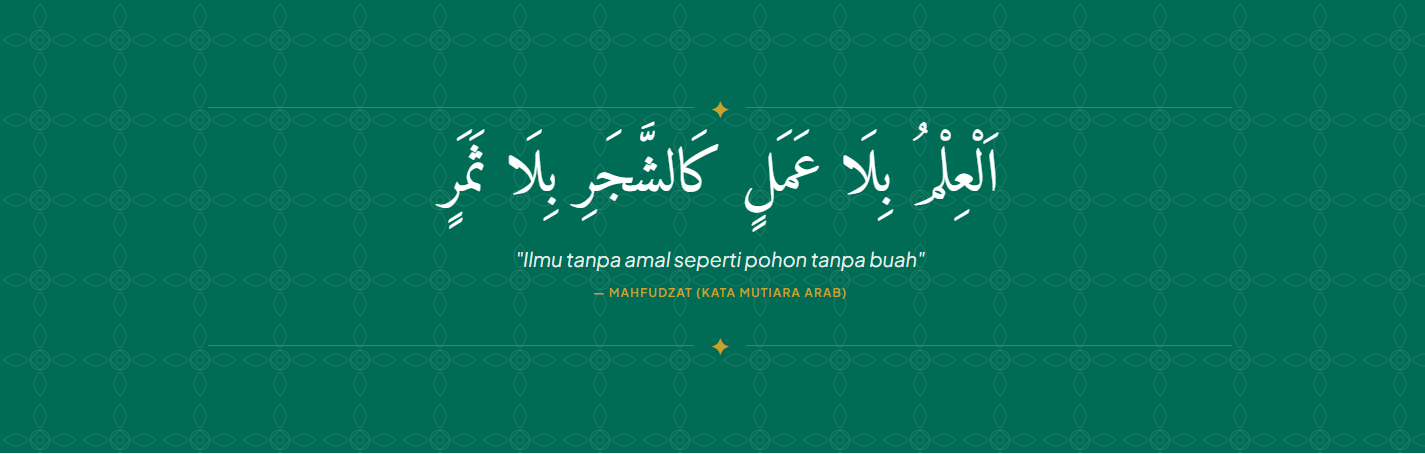 اَلْعِلْمُ بِلَا عَمَلٍ كَالشَّجَرِ بِلَا ثَمَرٍ
"Ilmu tanpa amal seperti pohon tanpa buah"
— MAHFUDZAT (KATA MUTIARA ARAB)